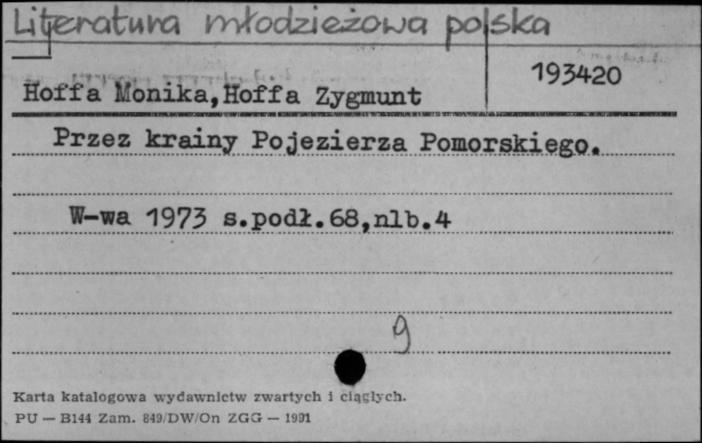 Literatura młodzieżowa polska
193420
Hoffa Monika,Hoffa Zygmunt
Przez krainy Pojezierza Pomorskiego.
W-wa 1973 s.podł.68,nlb.4
9
Karta katalogowa wydawnictw zwartych i ciągłych.
PU — B144 Zam. 849/DW/On ZGG — 1991